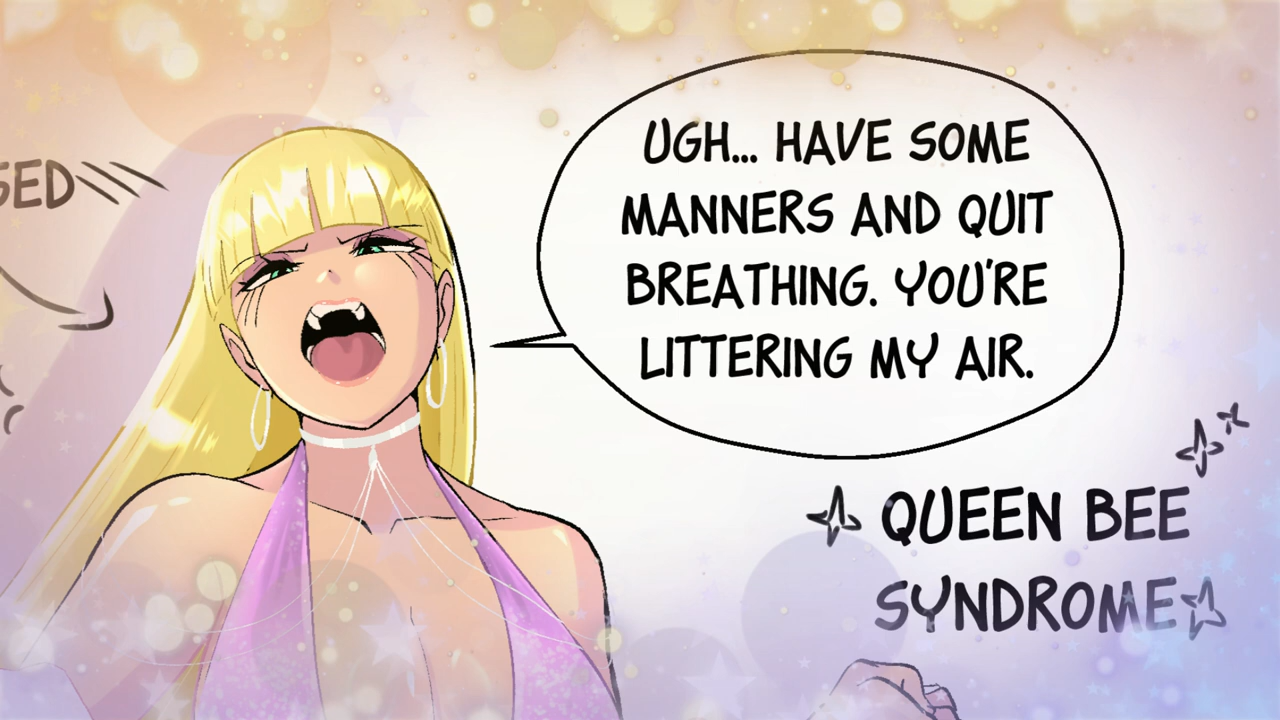 UGH... HAVE SOME
MANNERS AND QUIT
BREATHING. YOU'RE
LITTERING MY AIR.
QUEEN BEE
SYNDROME